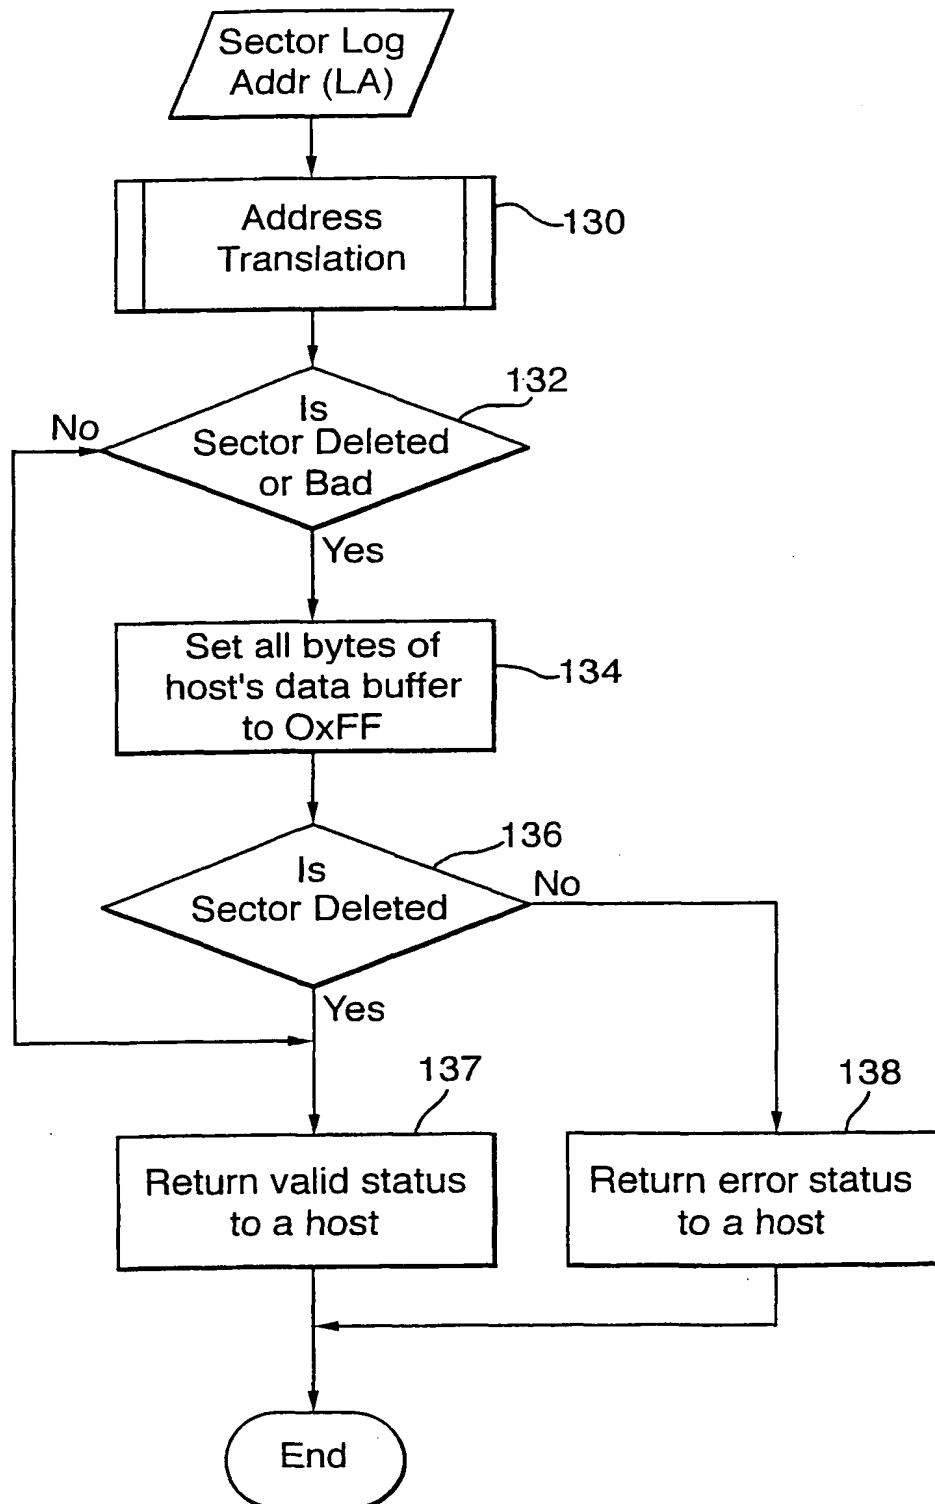 Sector Log
Addr (LA)
Address
Translation
130
132
Is
Sector Deleted
or Bad
No
Yes
Set all bytes of
host's data buffer
to OxFF
134
136
Is
Sector Deleted
No
Yes
137
138
Return valid status
to a host
Return error status
to a host
End